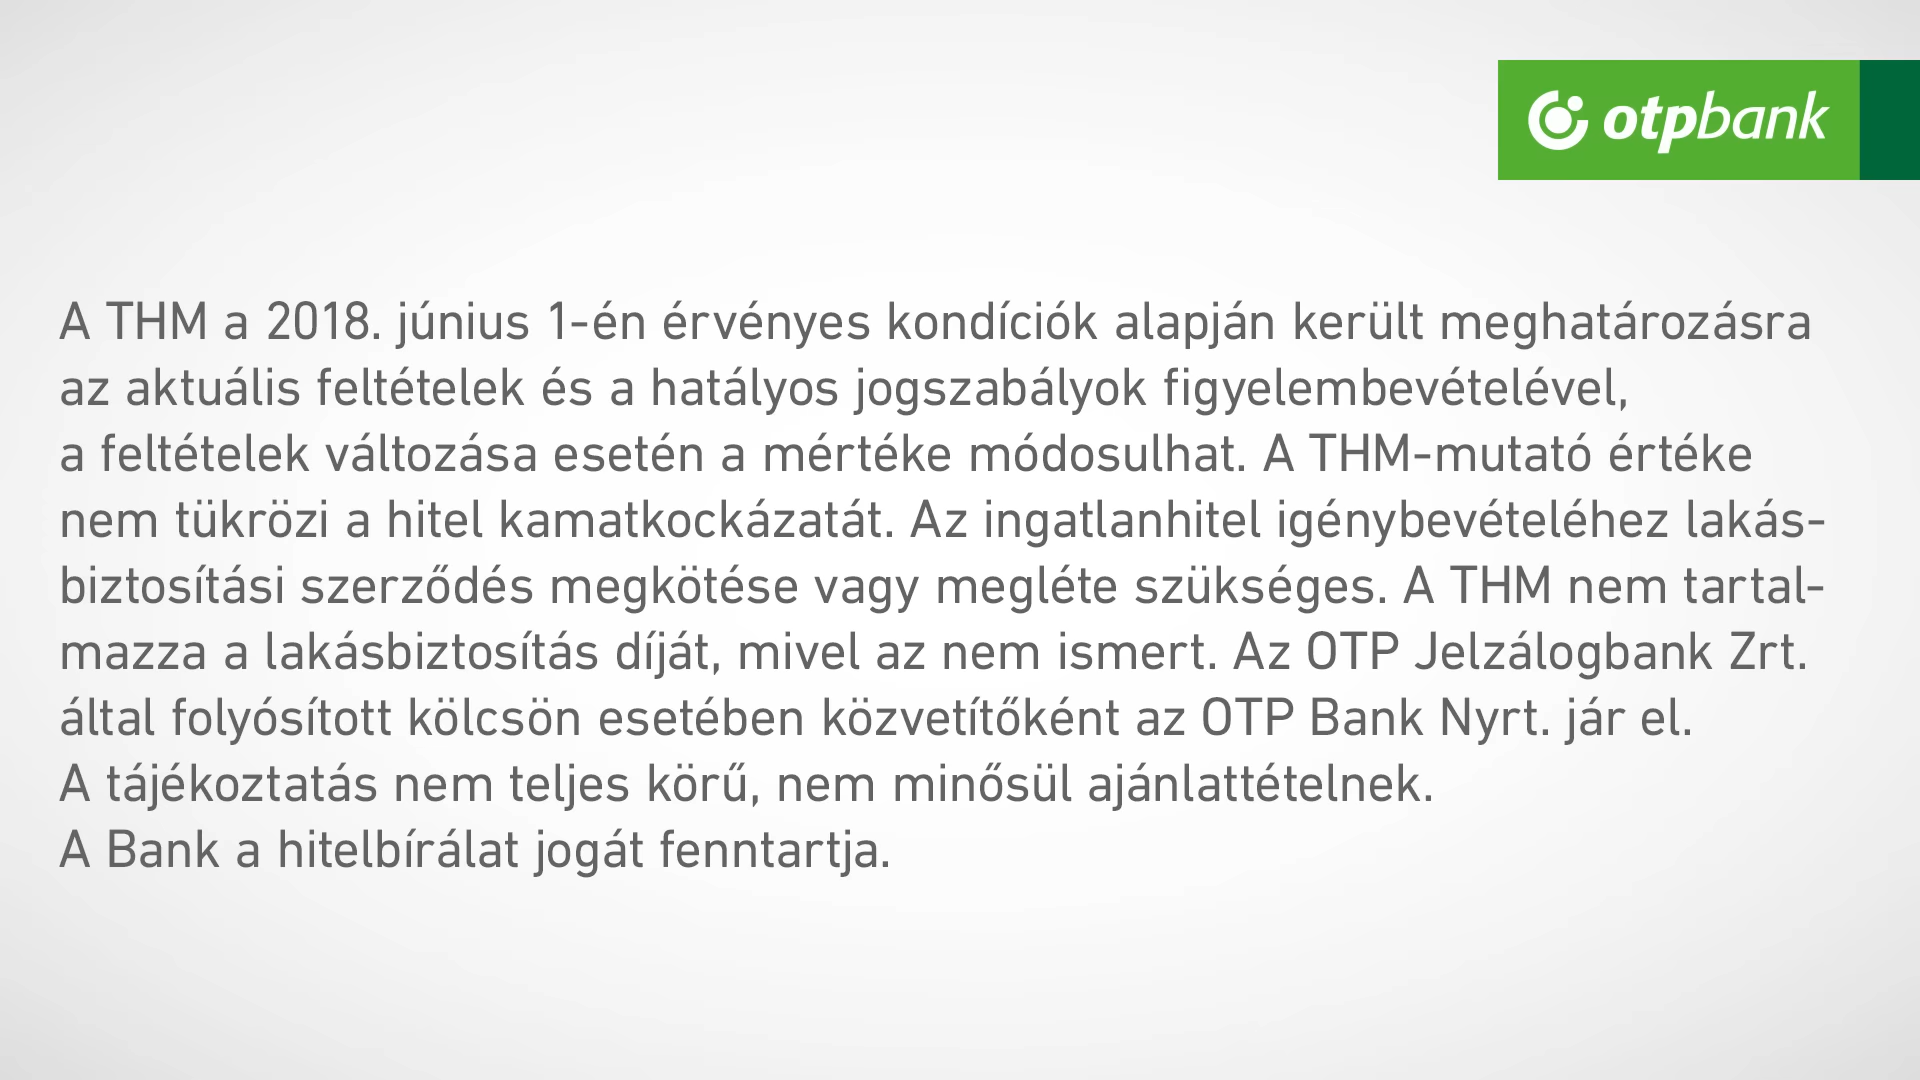 otpbank
A THM a 2018. június 1-én érvényes kondíciók alapján került meghatározásra
az aktuális feltételek és a hatályos jogszabályok figyelembevételével,
a feltételek változása esetén a mértéke módosulhat. A THM-mutató értéke
nem tükrözi a hitel kamatkockázatát. Az ingatlanhitel igénybevételéhez lakás-
biztosítási szerződés megkötése vagy megléte szükséges. A THM nem tartal-
mazza a lakásbiztosítás díját, mivel az nem ismert. Az OTP Jelzálogbank Zrt.
által folyósított kölcsön esetében közvetítőként az OTP Bank Nyrt. jár el.
A tájékoztatás nem teljes körű, nem minősül ajánlattételnek.
A Bank a hitelbírálat jogát fenntartja.